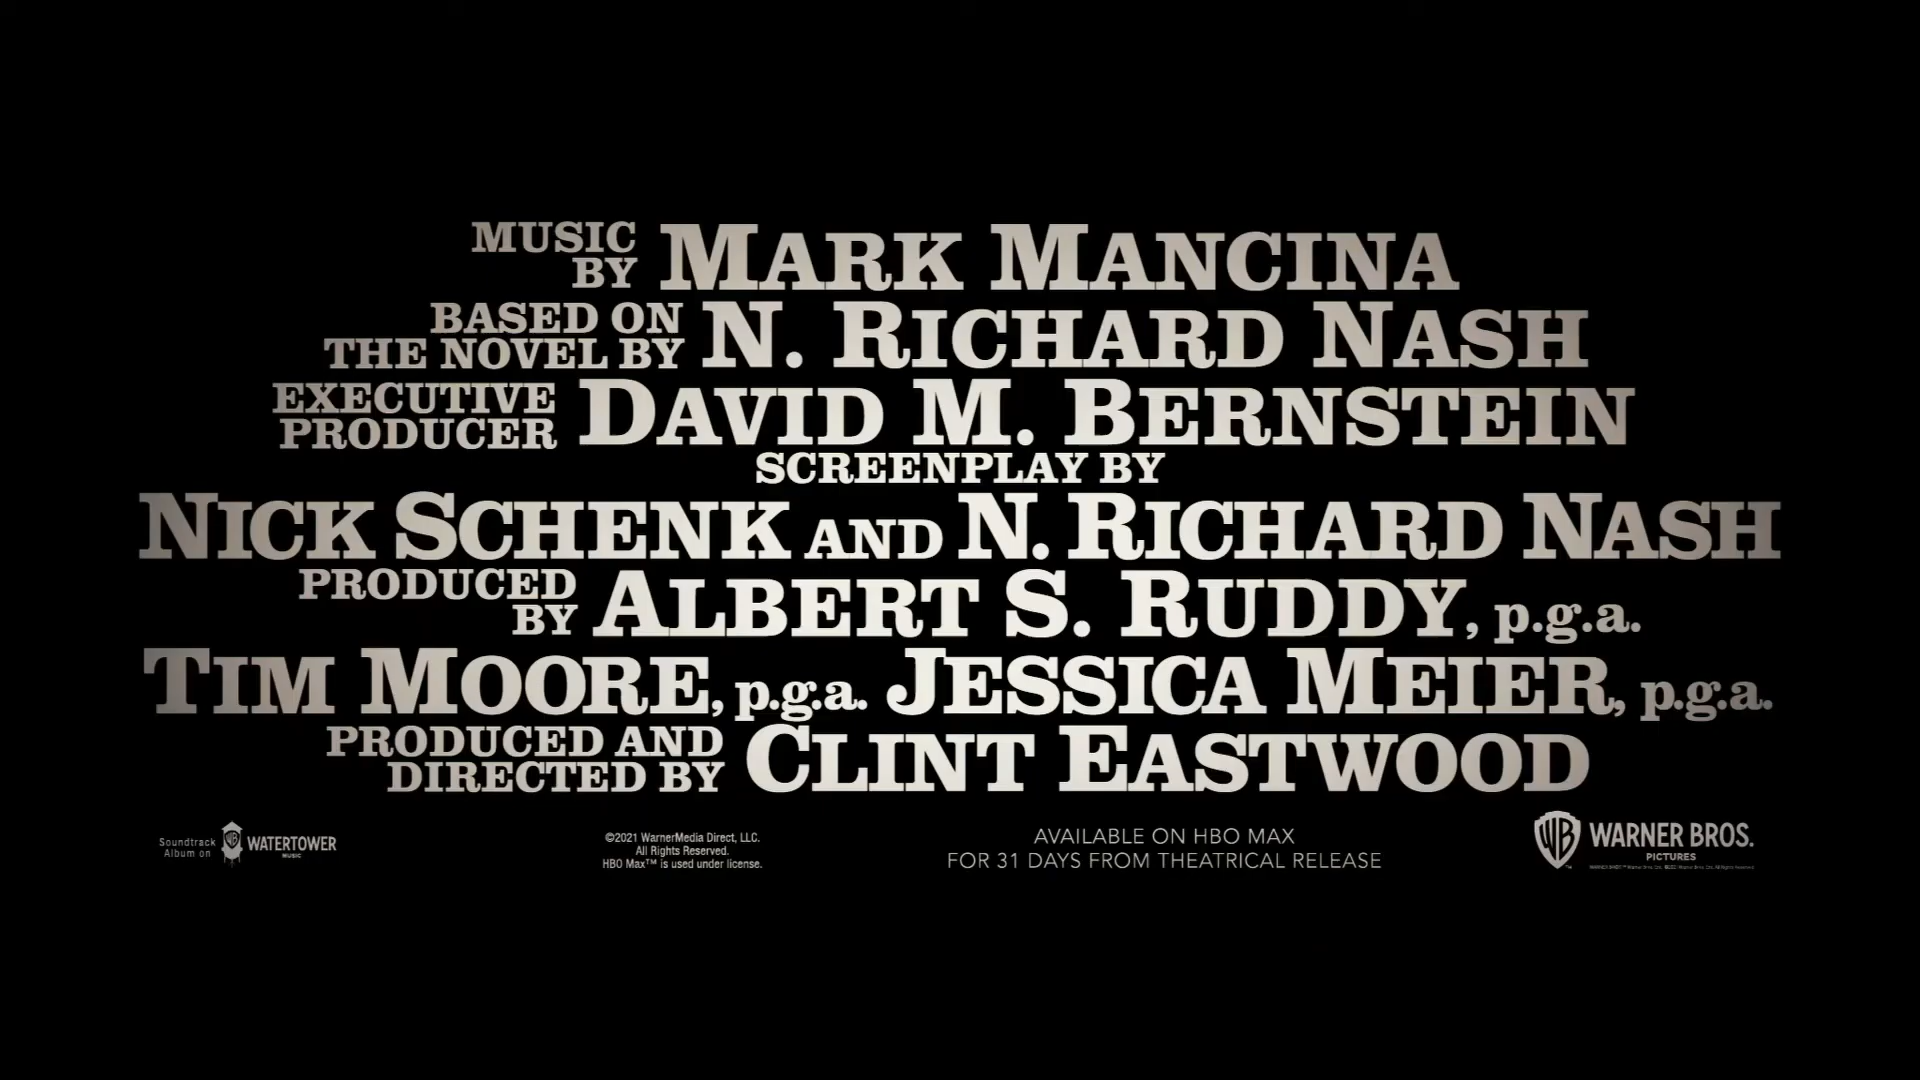 MUSIC BY MARK MANCINA
BASED ON THE NOVEL BY N. RICHARD NASH
EXECUTIVE PRODUCER DAVID M. BERNSTEIN
SCREENPLAY BY
NICK SCHENK AND N. RICHARD NASH
PRODUCED BY ALBERT S. RUDDY, p.g.a.
TIM MOORE, p.g.a. JESSICA MEIER, p.g.a.
PRODUCED AND DIRECTED BY CLINT EASTWOOD
Soundtrack Album on WB WATERTOWER MUSIC
©2021 WarnerMedia Direct, LLC.
All Rights Reserved.
HBO Max™ is used under license.
AVAILABLE ON HBO MAX
FOR 31 DAYS FROM THEATRICAL RELEASE
WB WARNER BROS.
PICTURES